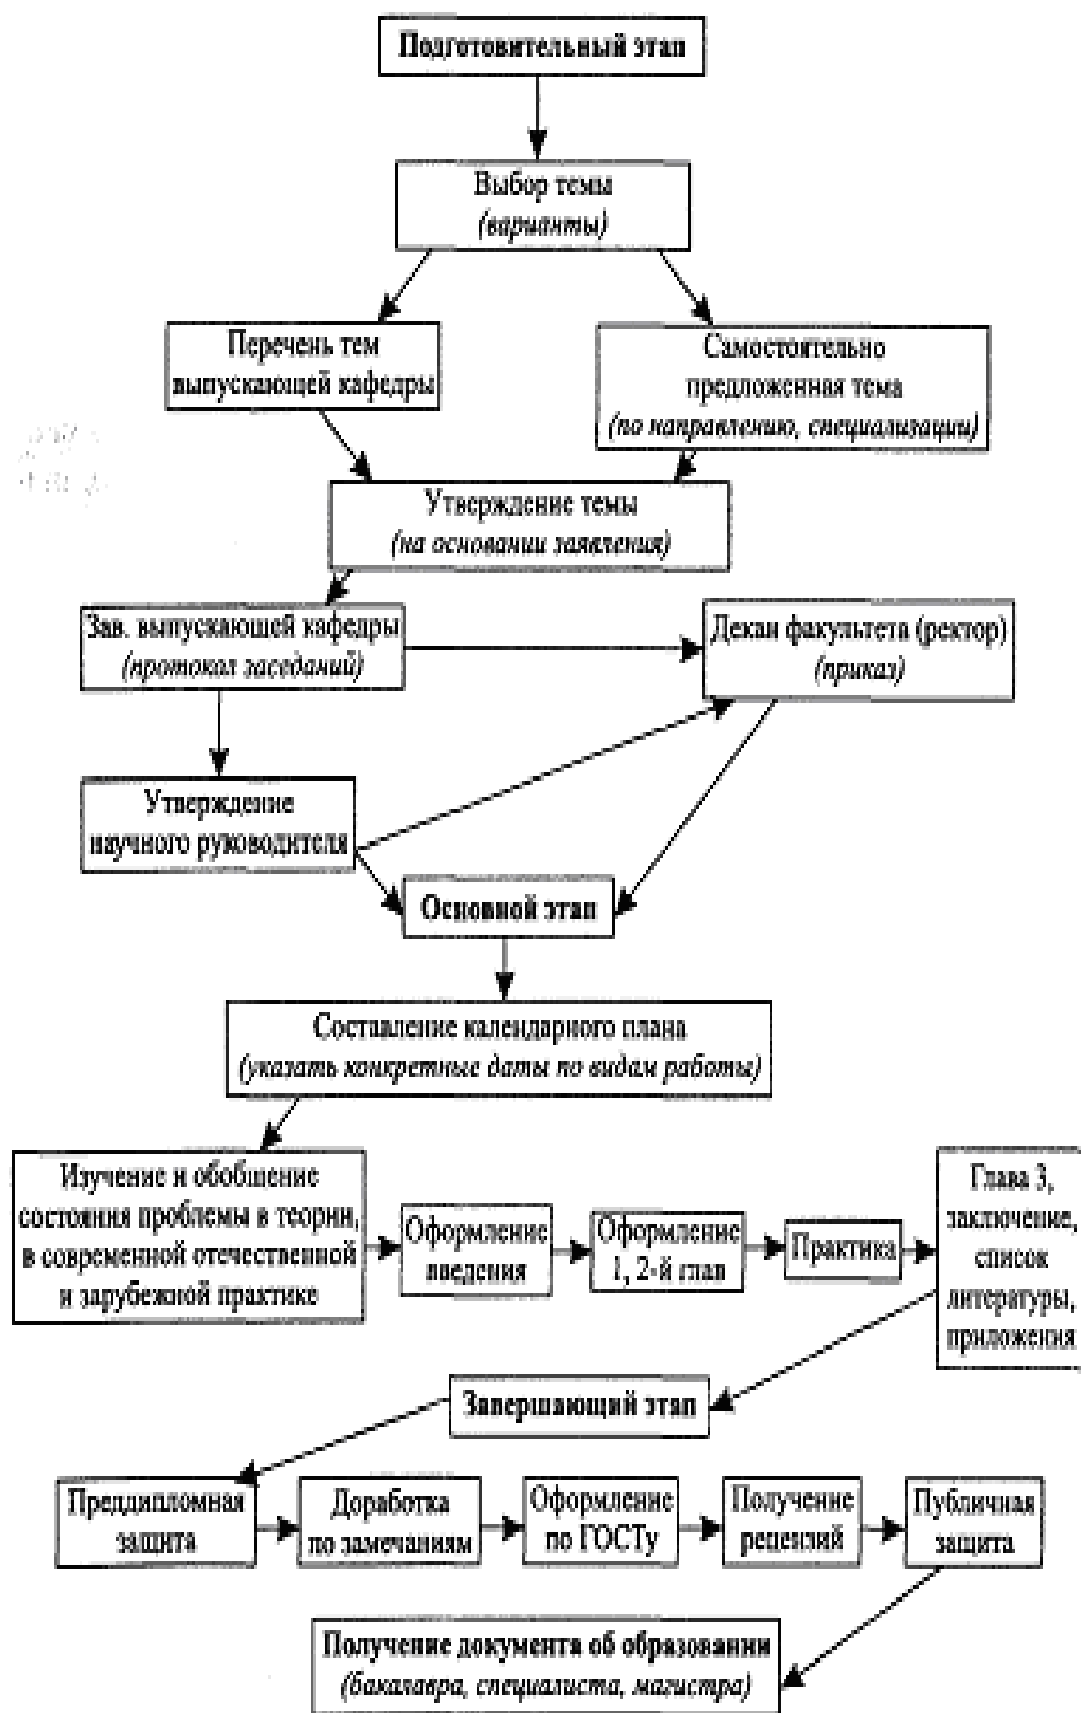 Подготовительный этап
Выбор темы
(варианты)
Перечень тем
выпускающей кафедры
Самостоятельно
предложенная тема
(по направлению, специализации)
Утверждение темы
(на основании заявления)
Зав. выпускающей кафедры
(протокол заседаний)
Декан факультета (ректор)
(приказ)
Утверждение
научного руководителя
Основной этап
Составление календарного плана
(указать конкретные даты по видам работы)
Изучение и обобщение
состояния проблемы в теории,
в современной отечественной
и зарубежной практике
Оформление
введения
Оформление
1, 2-й глав
Практика
Глава 3,
заключение,
список
литературы,
приложения
Завершающий этап
Преддипломная
защита
Доработка
по замечаниям
Оформление
по ГОСТу
Получение
рецензий
Публичная
защита
Получение документа об образовании
(бакалавра, специалиста, магистра)